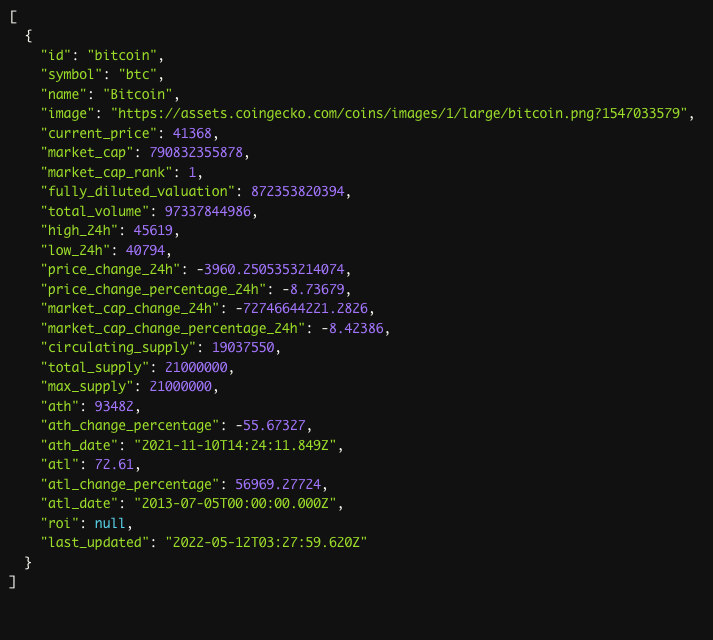 [
  {
    "id": "bitcoin",
    "symbol": "btc",
    "name": "Bitcoin",
    "image": "https://assets.coingecko.com/coins/images/1/large/bitcoin.png?1547033579",
    "current_price": 41368,
    "market_cap": 790832355878,
    "market_cap_rank": 1,
    "fully_diluted_valuation": 872353820394,
    "total_volume": 97337844986,
    "high_24h": 45619,
    "low_24h": 40794,
    "price_change_24h": -3960.2505353214074,
    "price_change_percentage_24h": -8.73679,
    "market_cap_change_24h": -72746644221.2826,
    "market_cap_change_percentage_24h": -8.42386,
    "circulating_supply": 19037550,
    "total_supply": 21000000,
    "max_supply": 21000000,
    "ath": 93482,
    "ath_change_percentage": -55.67327,
    "ath_date": "2021-11-10T14:24:11.849Z",
    "atl": 72.61,
    "atl_change_percentage": 56969.27724,
    "atl_date": "2013-07-05T00:00:00.000Z",
    "roi": null,
    "last_updated": "2022-05-12T03:27:59.620Z"
  }
]